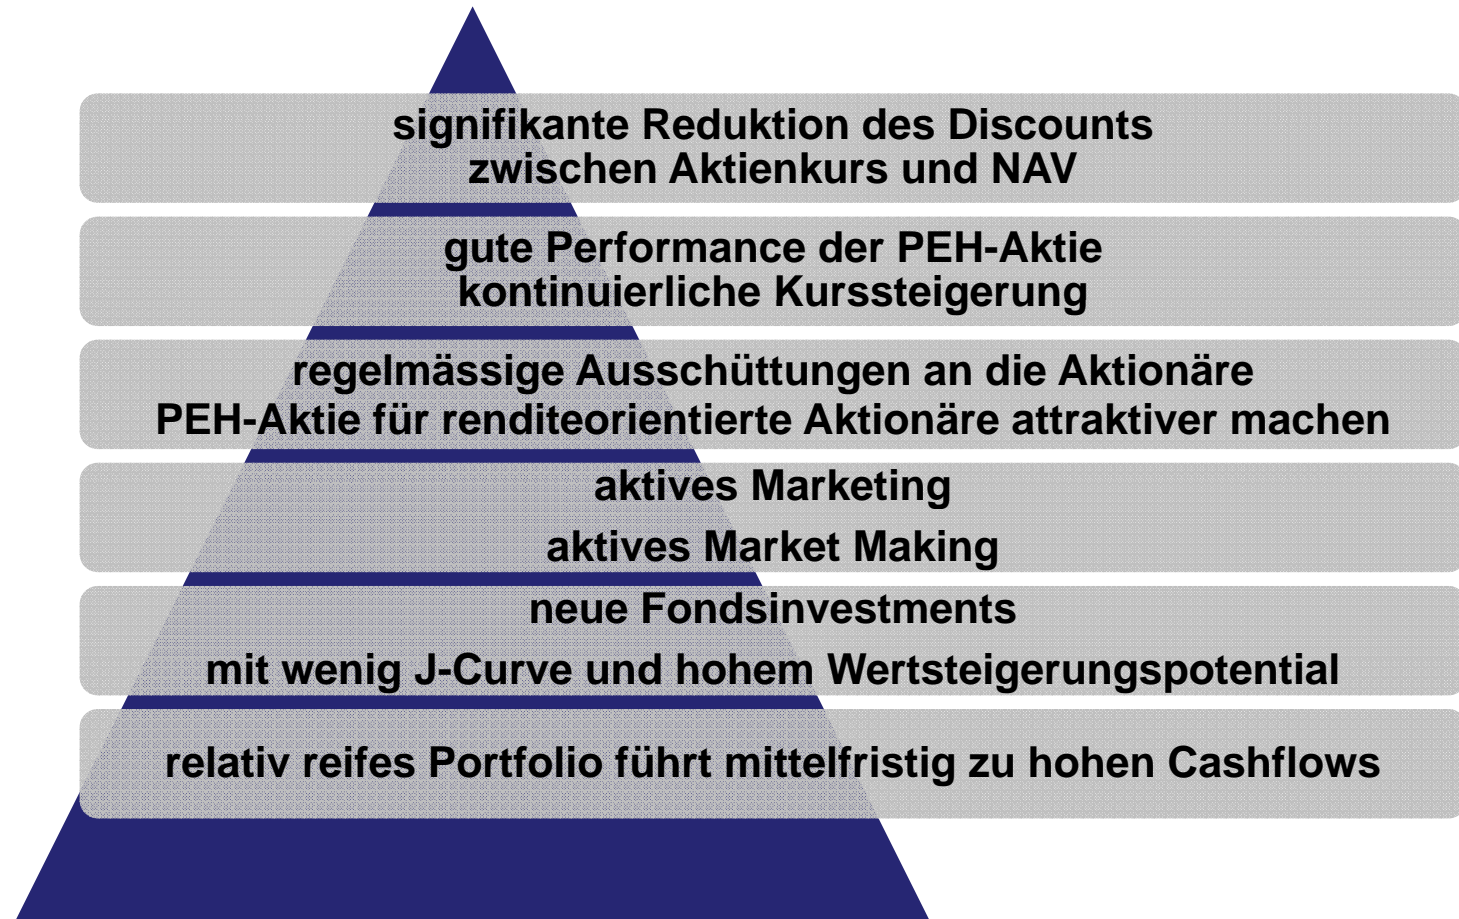 signifikante Reduktion des Discounts
zwischen Aktienkurs und NAV
gute Performance der PEH-Aktie
kontinuierliche Kurssteigerung
regelmässige Ausschüttungen an die Aktionäre
PEH-Aktie für renditeorientierte Aktionäre attraktiver machen
aktives Marketing
aktives Market Making
neue Fondsinvestments
mit wenig J-Curve und hohem Wertsteigerungspotential
relativ reifes Portfolio führt mittelfristig zu hohen Cashflows